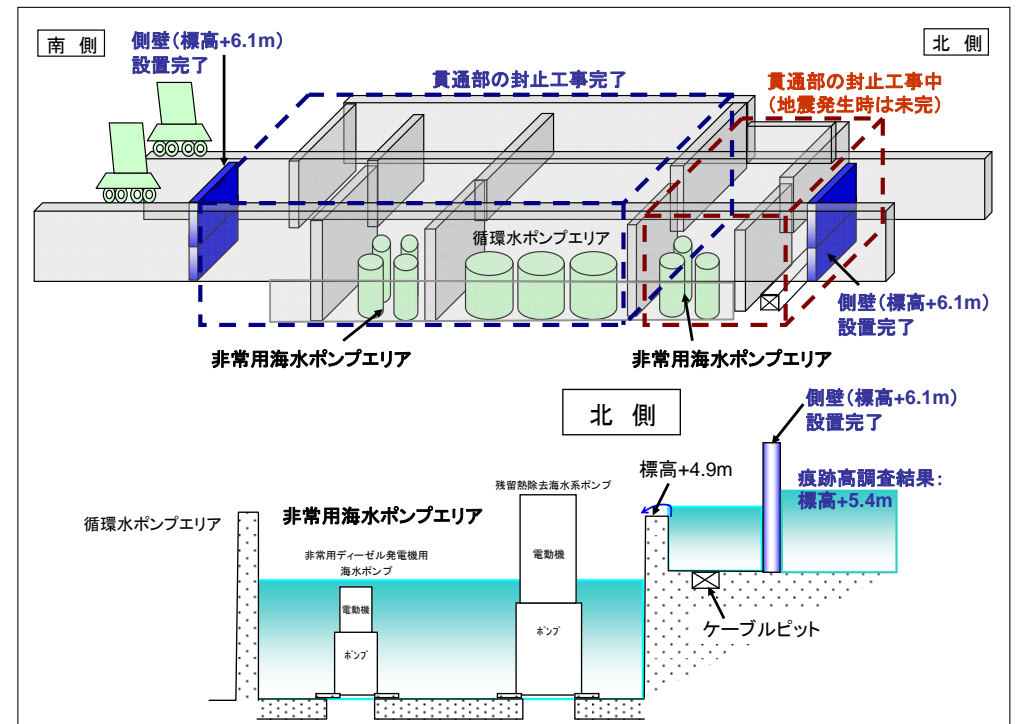 南 側
側壁（標高+6.1m）
設置完了
北 側
貫通部の封止工事完了
貫通部の封止工事中
（地震発生時は未完）
循環水ポンプエリア
側壁（標高+6.1m）
設置完了
非常用海水ポンプエリア
非常用海水ポンプエリア
北 側
側壁（標高+6.1m）
設置完了
標高+4.9m
痕跡高調査結果：
標高+5.4m
残留熱除去海水系ポンプ
循環水ポンプエリア
非常用海水ポンプエリア
非常用ディーゼル発電機用
海水ポンプ
電動機
電動機
ポンプ
ポンプ
ケーブルピット